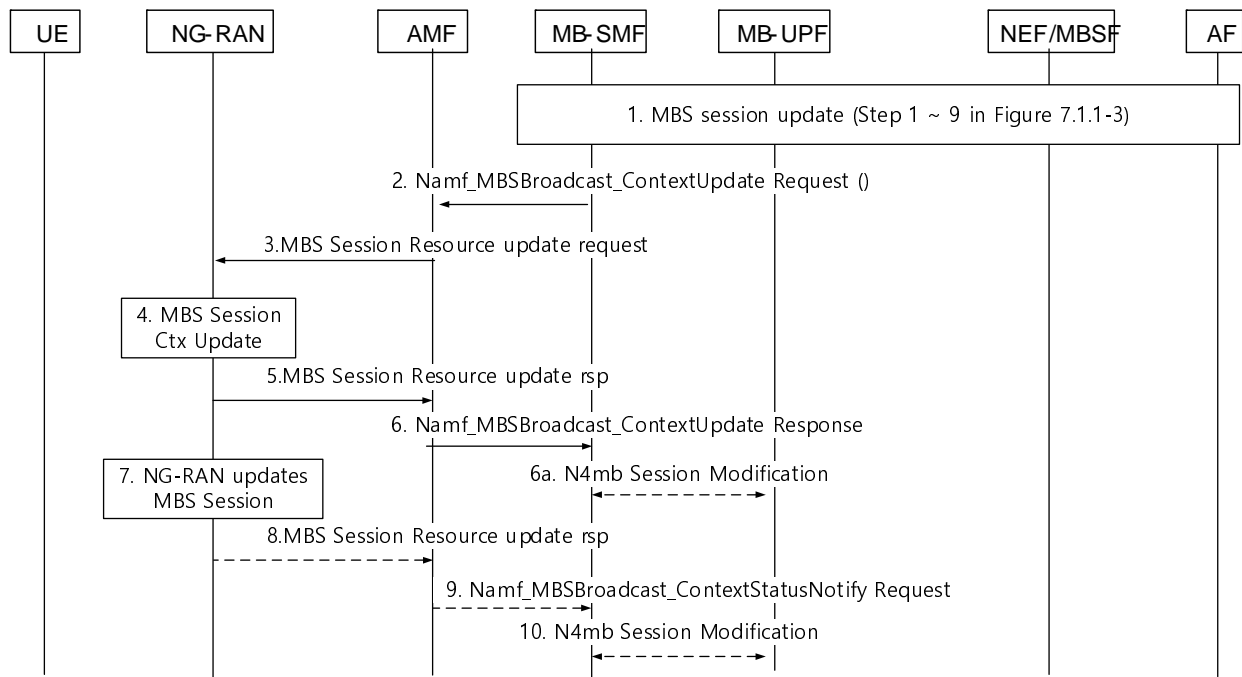 UE
NG-RAN
AMF
MB-SMF
MB-UPF
NEF/MBSF
AF
1. MBS session update (Step 1 ~ 9 in Figure 7.1.1-3)
2. Namf_MBSBroadcast_ContextUpdate Request ()
3.MBS Session Resource update request
4. MBS Session
Ctx Update
5.MBS Session Resource update rsp
6. Namf_MBSBroadcast_ContextUpdate Response
7. NG-RAN updates
MBS Session
6a. N4mb Session Modification
8.MBS Session Resource update rsp
9. Namf_MBSBroadcast_ContextStatusNotify Request
10. N4mb Session Modification